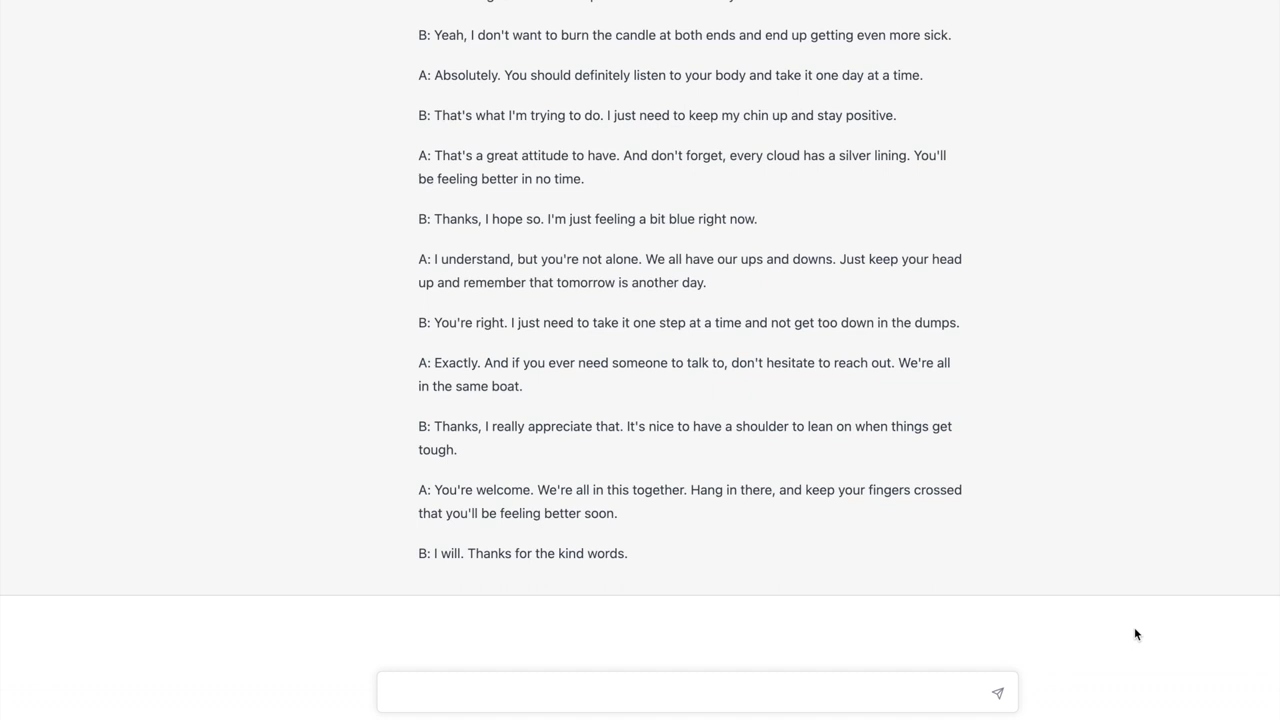 B: Yeah, I don't want to burn the candle at both ends and end up getting even more sick.
A: Absolutely. You should definitely listen to your body and take it one day at a time.
B: That's what I'm trying to do. I just need to keep my chin up and stay positive.
A: That's a great attitude to have. And don't forget, every cloud has a silver lining. You'll
be feeling better in no time.
B: Thanks, I hope so. I'm just feeling a bit blue right now.
A: I understand, but you're not alone. We all have our ups and downs. Just keep your head
up and remember that tomorrow is another day.
B: You're right. I just need to take it one step at a time and not get too down in the dumps.
A: Exactly. And if you ever need someone to talk to, don't hesitate to reach out. We're all
in the same boat.
B: Thanks, I really appreciate that. It's nice to have a shoulder to lean on when things get
tough.
A: You're welcome. We're all in this together. Hang in there, and keep your fingers crossed
that you'll be feeling better soon.
B: I will. Thanks for the kind words.